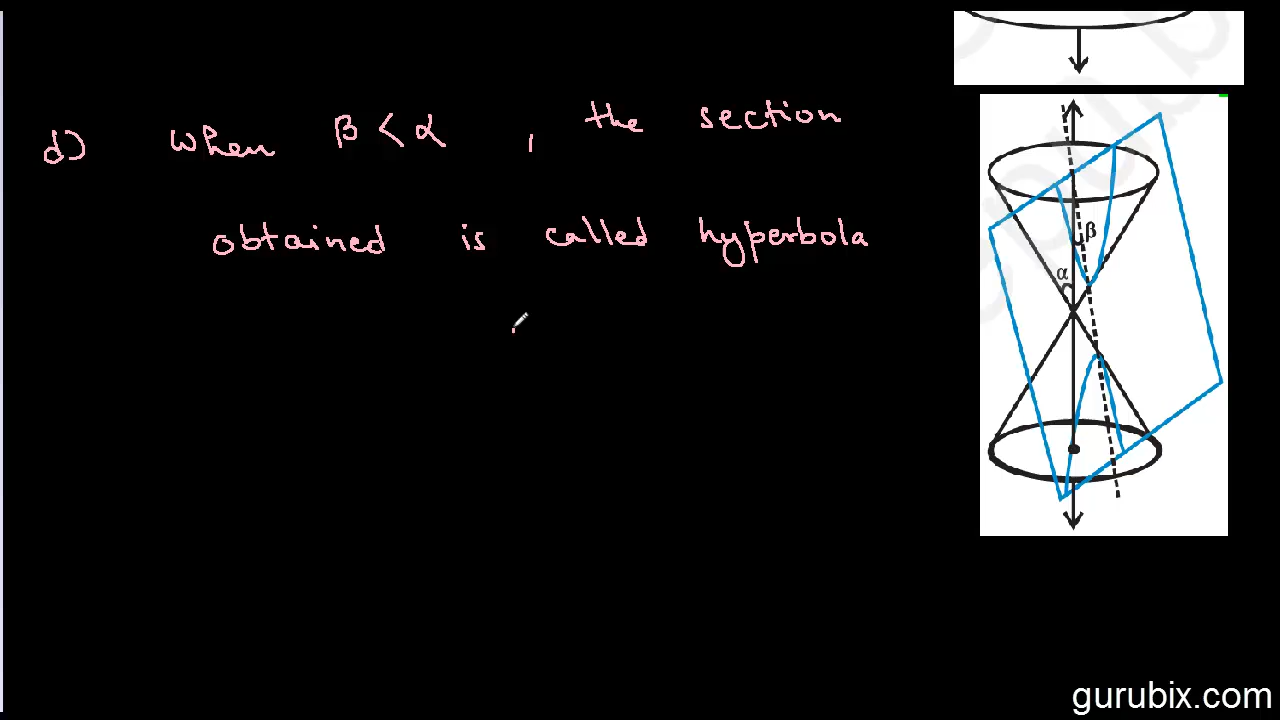 d) when β < α , the section
obtained is called hyperbola
β
α
gurubix.com